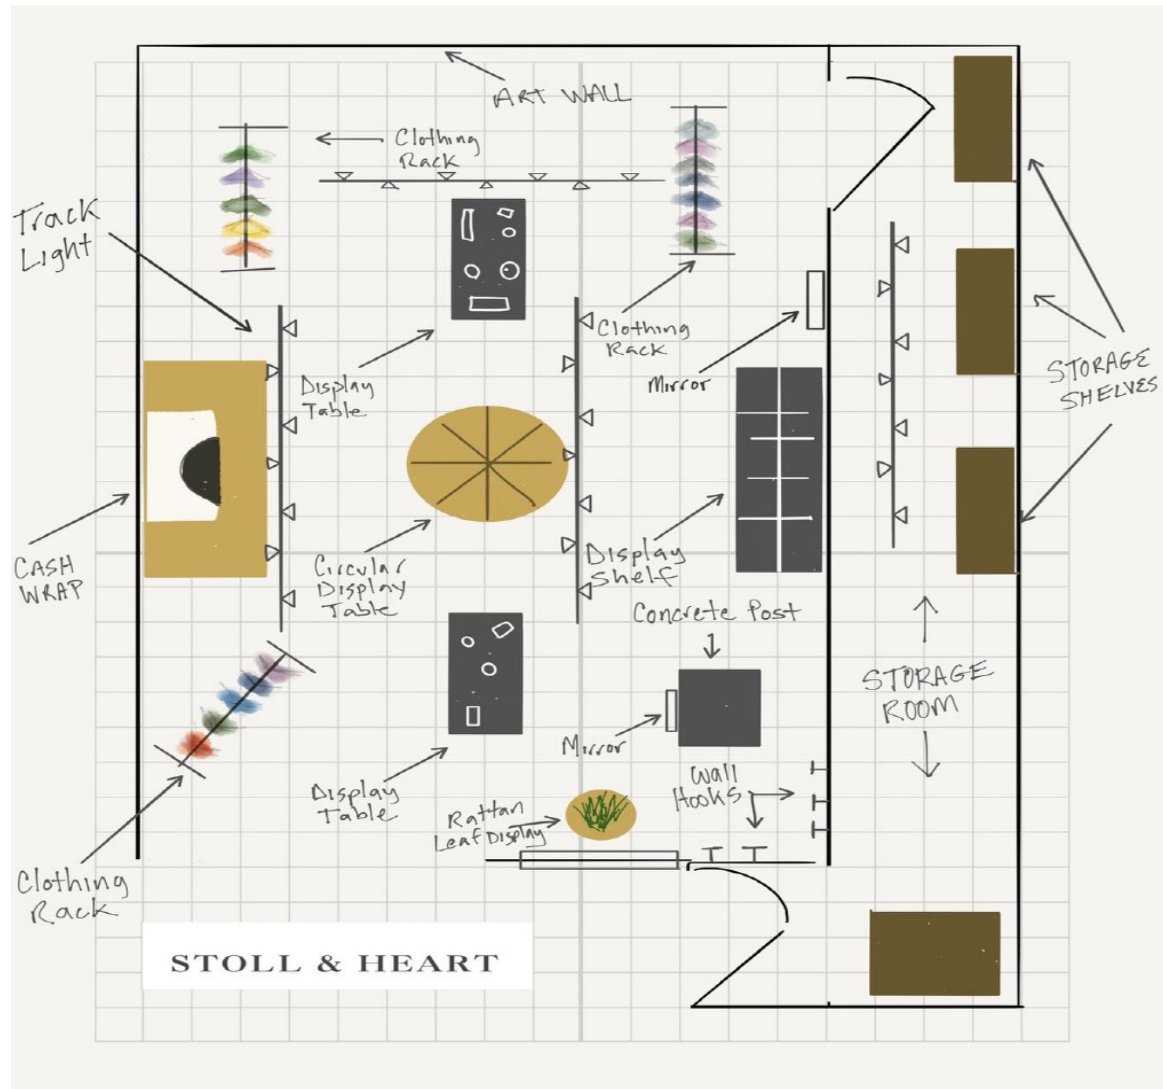 ART WALL
Clothing
Rack
Track
Light
Clothing
Rack
Mirror
Display
Table
STORAGE
SHELVES
CASH
WRAP
Circular
Display
Table
Display
Shelf
Concrete Post
STORAGE
ROOM
Mirror
Wall
Hooks
Display
Table
Rattan
Leaf Display
Clothing
Rack
STOLL & HEART